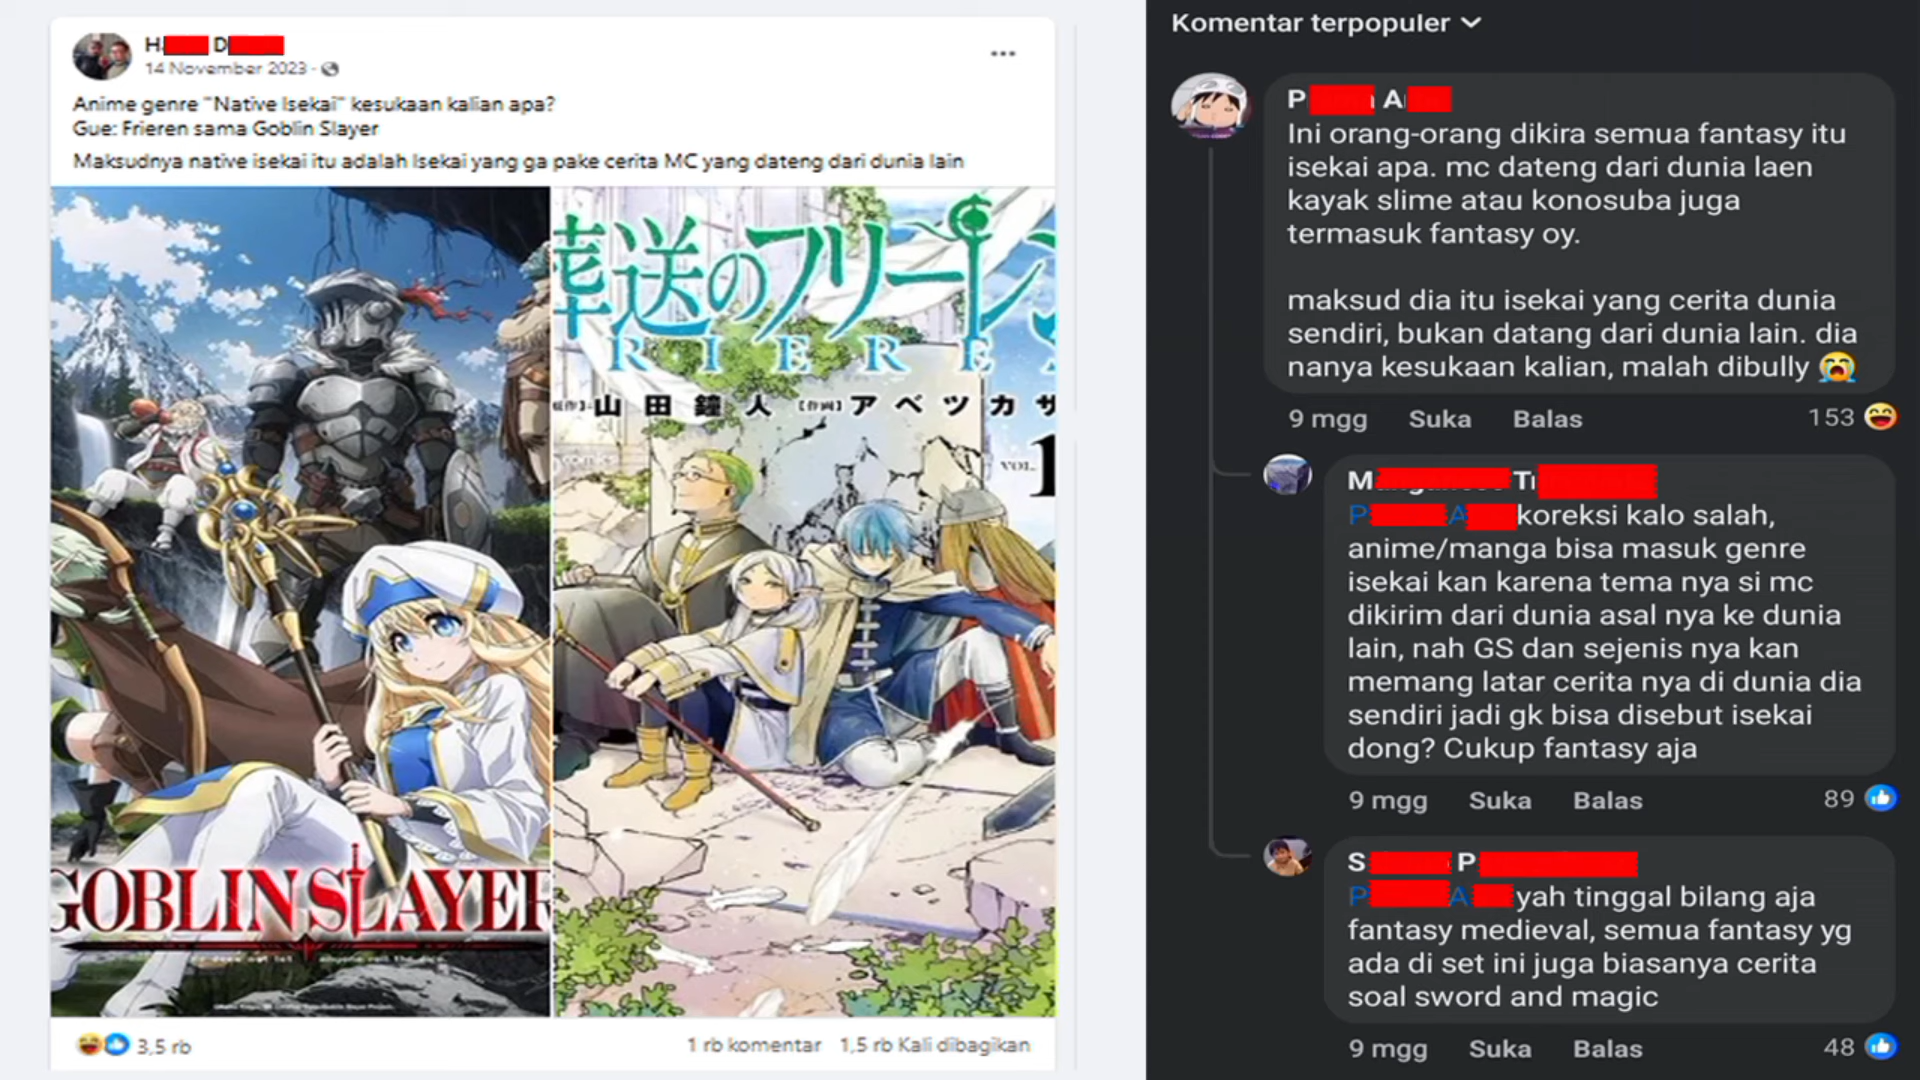 H D
14 November 2023 ·
Anime genre "Native Isekai" kesukaan kalian apa?
Gue: Frieren sama Goblin Slayer
Maksudnya native isekai itu adalah Isekai yang ga pake cerita MC yang dateng dari dunia lain
葬送のフリーレン
RIERE
山田鐘人 [作画]アベツカサ
VOL.1
GOBLIN SLAYER
3,5 rb
1 rb komentar 1,5 rb Kali dibagikan
Komentar terpopuler
P A
Ini orang-orang dikira semua fantasy itu
isekai apa. mc dateng dari dunia laen
kayak slime atau konosuba juga
termasuk fantasy oy.
maksud dia itu isekai yang cerita dunia
sendiri, bukan datang dari dunia lain. dia
nanya kesukaan kalian, malah dibully 😭
9 mgg Suka Balas 153
M T
P A koreksi kalo salah,
anime/manga bisa masuk genre
isekai kan karena tema nya si mc
dikirim dari dunia asal nya ke dunia
lain, nah GS dan sejenis nya kan
memang latar cerita nya di dunia dia
sendiri jadi gk bisa disebut isekai
dong? Cukup fantasy aja
9 mgg Suka Balas 89
S P
P A yah tinggal bilang aja
fantasy medieval, semua fantasy yg
ada di set ini juga biasanya cerita
soal sword and magic
9 mgg Suka Balas 48